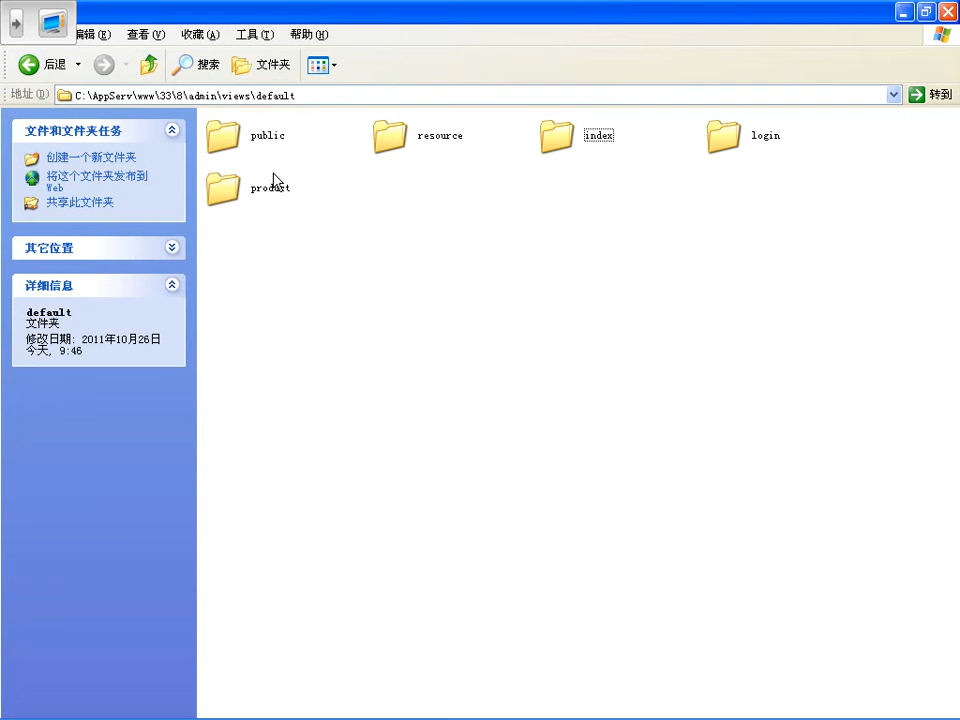 编辑(E) 查看(V) 收藏(A) 工具(T) 帮助(H)
后退 搜索 文件夹
地址(D) C:\AppServ\www\33\8\admin\views\default 转到
文件和文件夹任务
创建一个新文件夹
将这个文件夹发布到
Web
共享此文件夹
其它位置
详细信息
default
文件夹
修改日期: 2011年10月26日
今天, 9:46
public resource index login
product